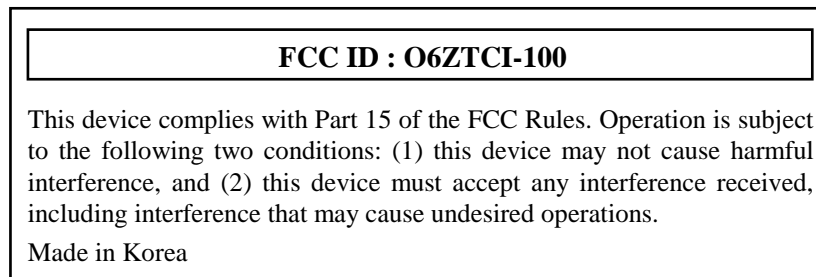 FCC ID : O6ZTCI-100
This device complies with Part 15 of the FCC Rules. Operation is subject
to the following two conditions: (1) this device may not cause harmful
interference, and (2) this device must accept any interference received,
including interference that may cause undesired operations.
Made in Korea